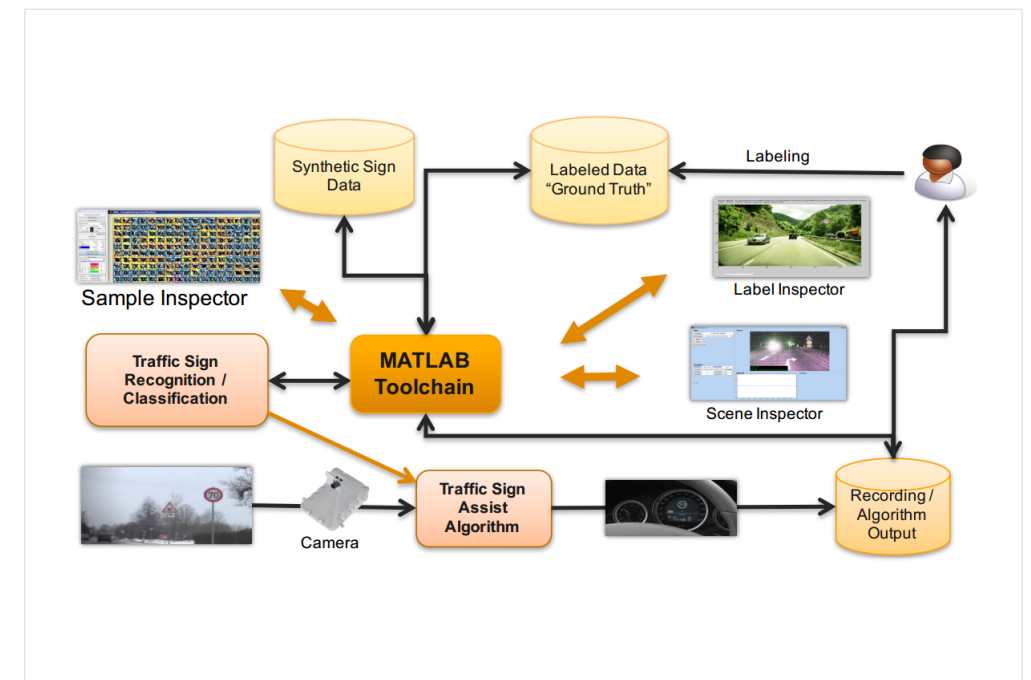 Synthetic Sign
Data
Labeled Data
“Ground Truth”
Labeling
Sample Inspector
Label Inspector
MATLAB
Toolchain
Traffic Sign
Recognition /
Classification
Scene Inspector
70
Camera
Traffic Sign
Assist
Algorithm
Recording /
Algorithm
Output